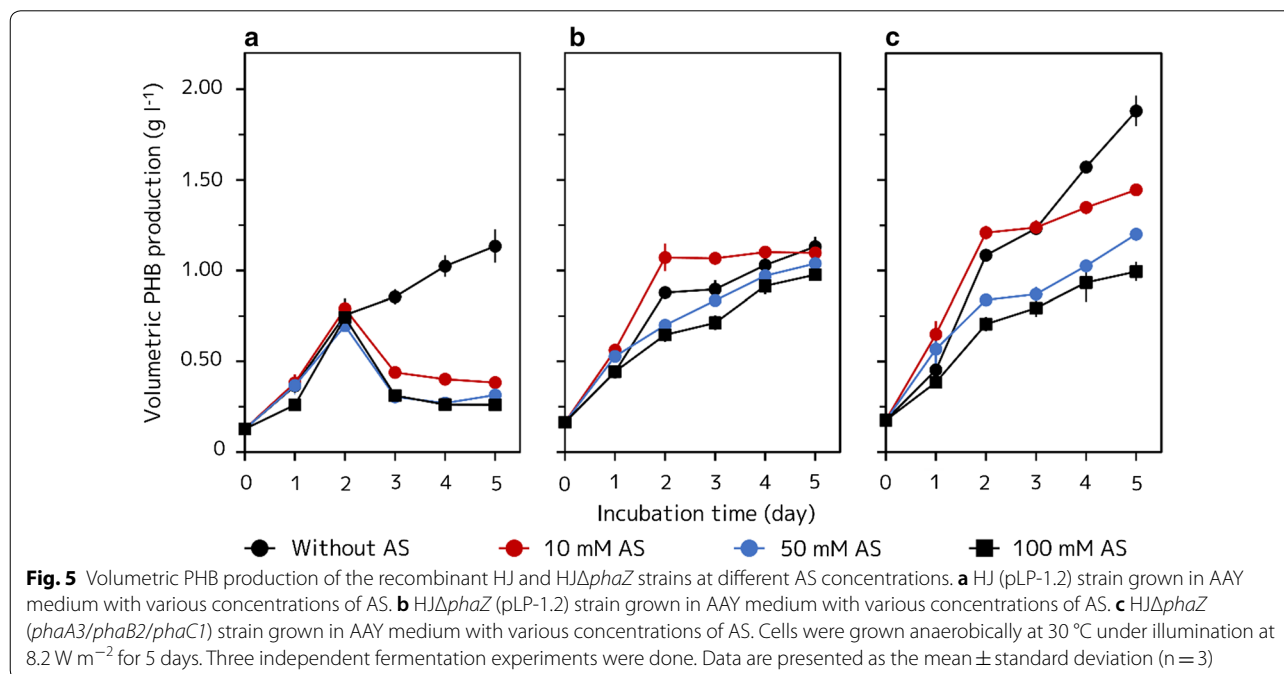 a b c
Volumetric PHB production (g l⁻¹)
2.00
1.50
1.00
0.50
0
0 1 2 3 4 5 0 1 2 3 4 5 0 1 2 3 4 5
Incubation time (day)
Without AS 10 mM AS 50 mM AS 100 mM AS
Fig. 5 Volumetric PHB production of the recombinant HJ and HJΔphaZ strains at different AS concentrations. a HJ (pLP-1.2) strain grown in AAY
medium with various concentrations of AS. b HJΔphaZ (pLP-1.2) strain grown in AAY medium with various concentrations of AS. c HJΔphaZ
(phaA3/phaB2/phaC1) strain grown in AAY medium with various concentrations of AS. Cells were grown anaerobically at 30 °C under illumination at
8.2 W m⁻² for 5 days. Three independent fermentation experiments were done. Data are presented as the mean ± standard deviation (n = 3)